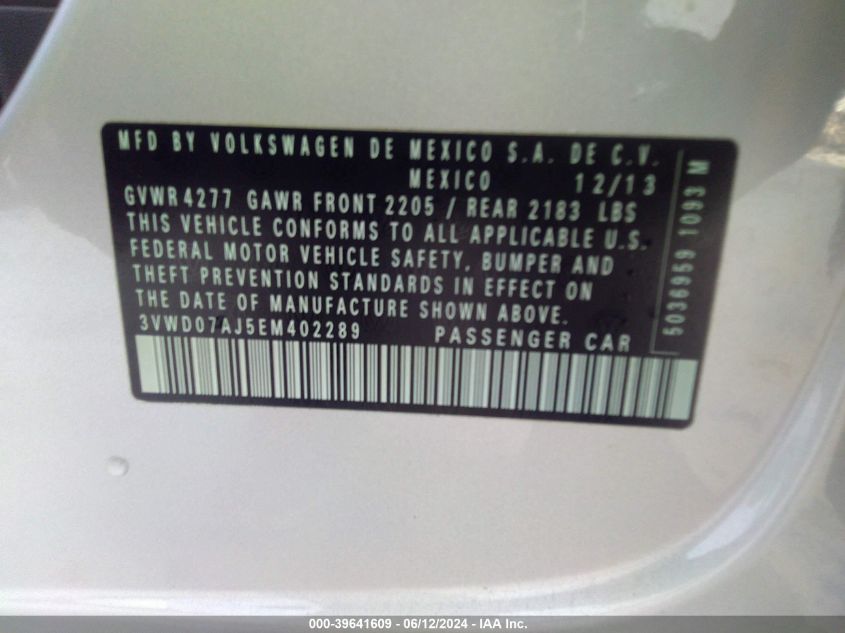 MFD BY VOLKSWAGEN DE MEXICO S.A. DE C.V.
MEXICO 12/13
GVWR 4277 GAWR FRONT 2205 / REAR 2183 LBS
THIS VEHICLE CONFORMS TO ALL APPLICABLE U.S.
FEDERAL MOTOR VEHICLE SAFETY, BUMPER AND
THEFT PREVENTION STANDARDS IN EFFECT ON
THE DATE OF MANUFACTURE SHOWN ABOVE.
3VWD07AJ5EM402289 PASSENGER CAR
5036959 1093 M
000-39641609 - 06/12/2024 - IAA Inc.